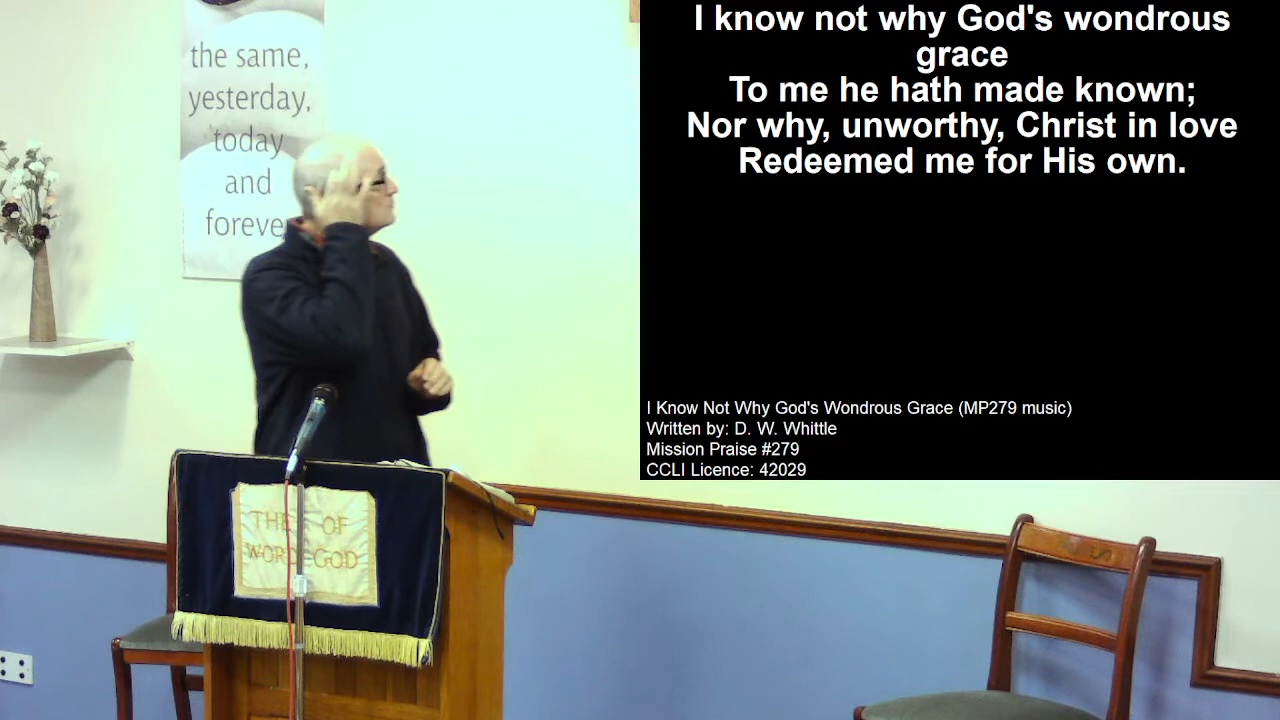 the same,
yesterday,
today
and
foreve
I know not why God's wondrous
grace
To me he hath made known;
Nor why, unworthy, Christ in love
Redeemed me for His own.
I Know Not Why God's Wondrous Grace (MP279 music)
Written by: D. W. Whittle
Mission Praise #279
CCLI Licence: 42029
THE OF
WORD GOD